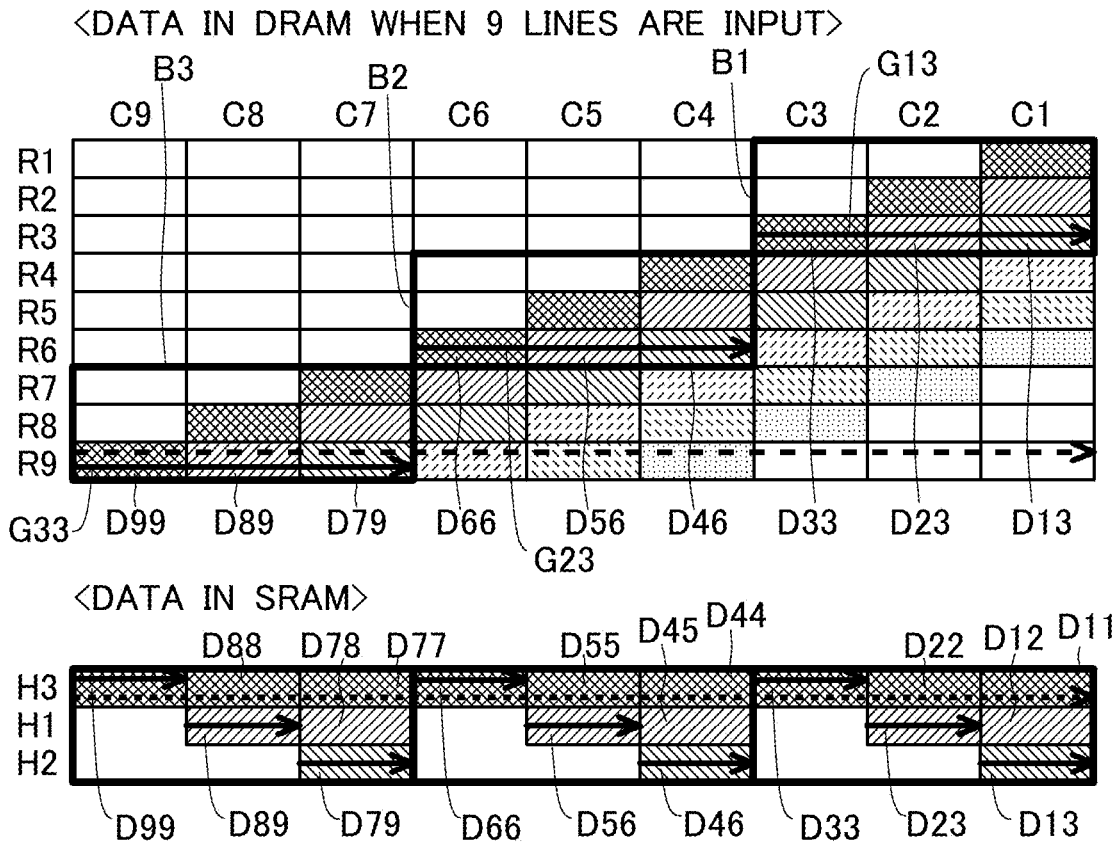 <DATA IN DRAM WHEN 9 LINES ARE INPUT>
B3 B2 B1 G13
C9 C8 C7 C6 C5 C4 C3 C2 C1
R1
R2
R3
R4
R5
R6
R7
R8
R9
G33 D99 D89 D79 D66 D56 D46 D33 D23 D13
G23
<DATA IN SRAM>
D88 D78 D77 D55 D45 D44 D22 D12 D11
H3
H1
H2
D99 D89 D79 D66 D56 D46 D33 D23 D13